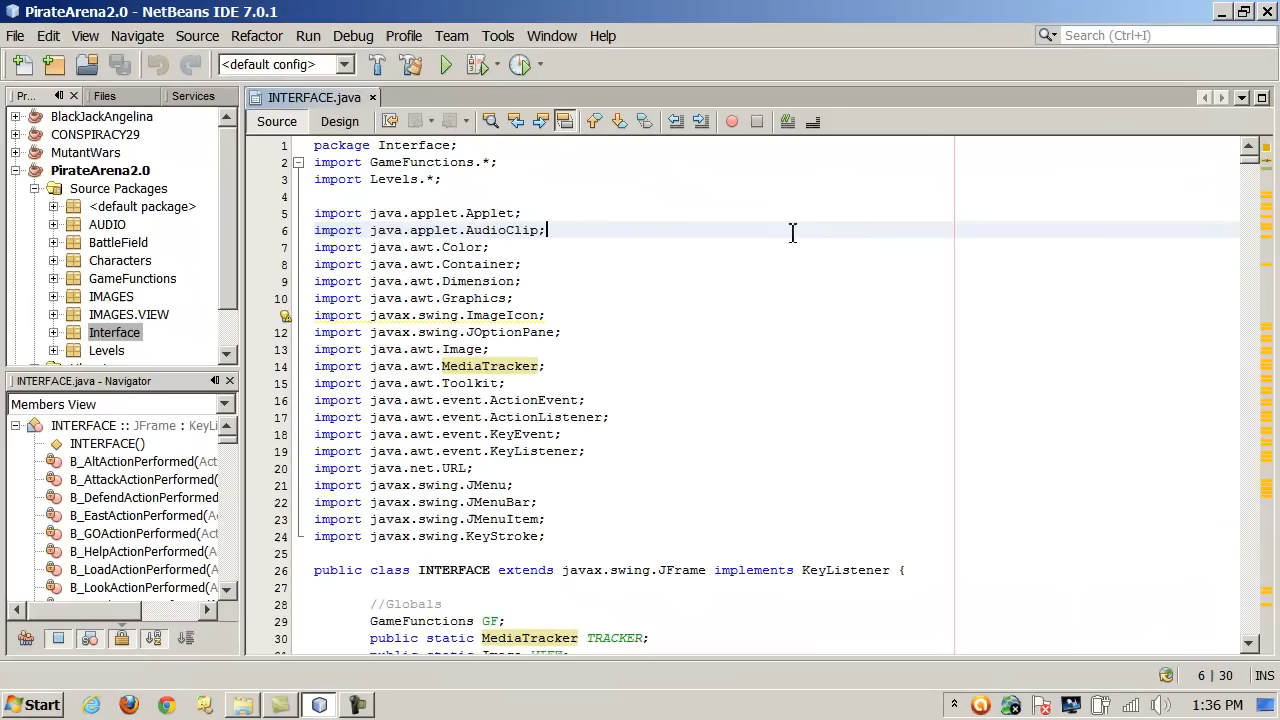 PirateArena2.0 - NetBeans IDE 7.0.1
File Edit View Navigate Source Refactor Run Debug Profile Team Tools Window Help
Search (Ctrl+I)
<default config>
Pr... Files Services
INTERFACE.java
BlackJackAngelina
CONSPIRACY29
MutantWars
PirateArena2.0
Source Packages
<default package>
AUDIO
BattleField
Characters
GameFunctions
IMAGES
IMAGES.VIEW
Interface
Levels
INTERFACE.java - Navigator
Members View
INTERFACE :: JFrame : KeyLi
INTERFACE()
B_AltActionPerformed(Act
B_AttackActionPerformed
B_DefendActionPerformed
B_EastActionPerformed(A
B_GOActionPerformed(Ac
B_HelpActionPerformed(A
B_LoadActionPerformed(A
B_LookActionPerformed(A
Source Design
1 package Interface;
2 import GameFunctions.*;
3 import Levels.*;
4
5 import java.applet.Applet;
6 import java.applet.AudioClip;
7 import java.awt.Color;
8 import java.awt.Container;
9 import java.awt.Dimension;
10 import java.awt.Graphics;
import javax.swing.ImageIcon;
12 import javax.swing.JOptionPane;
13 import java.awt.Image;
14 import java.awt.MediaTracker;
15 import java.awt.Toolkit;
16 import java.awt.event.ActionEvent;
17 import java.awt.event.ActionListener;
18 import java.awt.event.KeyEvent;
19 import java.awt.event.KeyListener;
20 import java.net.URL;
21 import javax.swing.JMenu;
22 import javax.swing.JMenuBar;
23 import javax.swing.JMenuItem;
24 import javax.swing.KeyStroke;
25
26 public class INTERFACE extends javax.swing.JFrame implements KeyListener {
27
28 //Globals
29 GameFunctions GF;
30 public static MediaTracker TRACKER;
public static Image VIEW;
6 | 30 INS
Start
1:36 PM